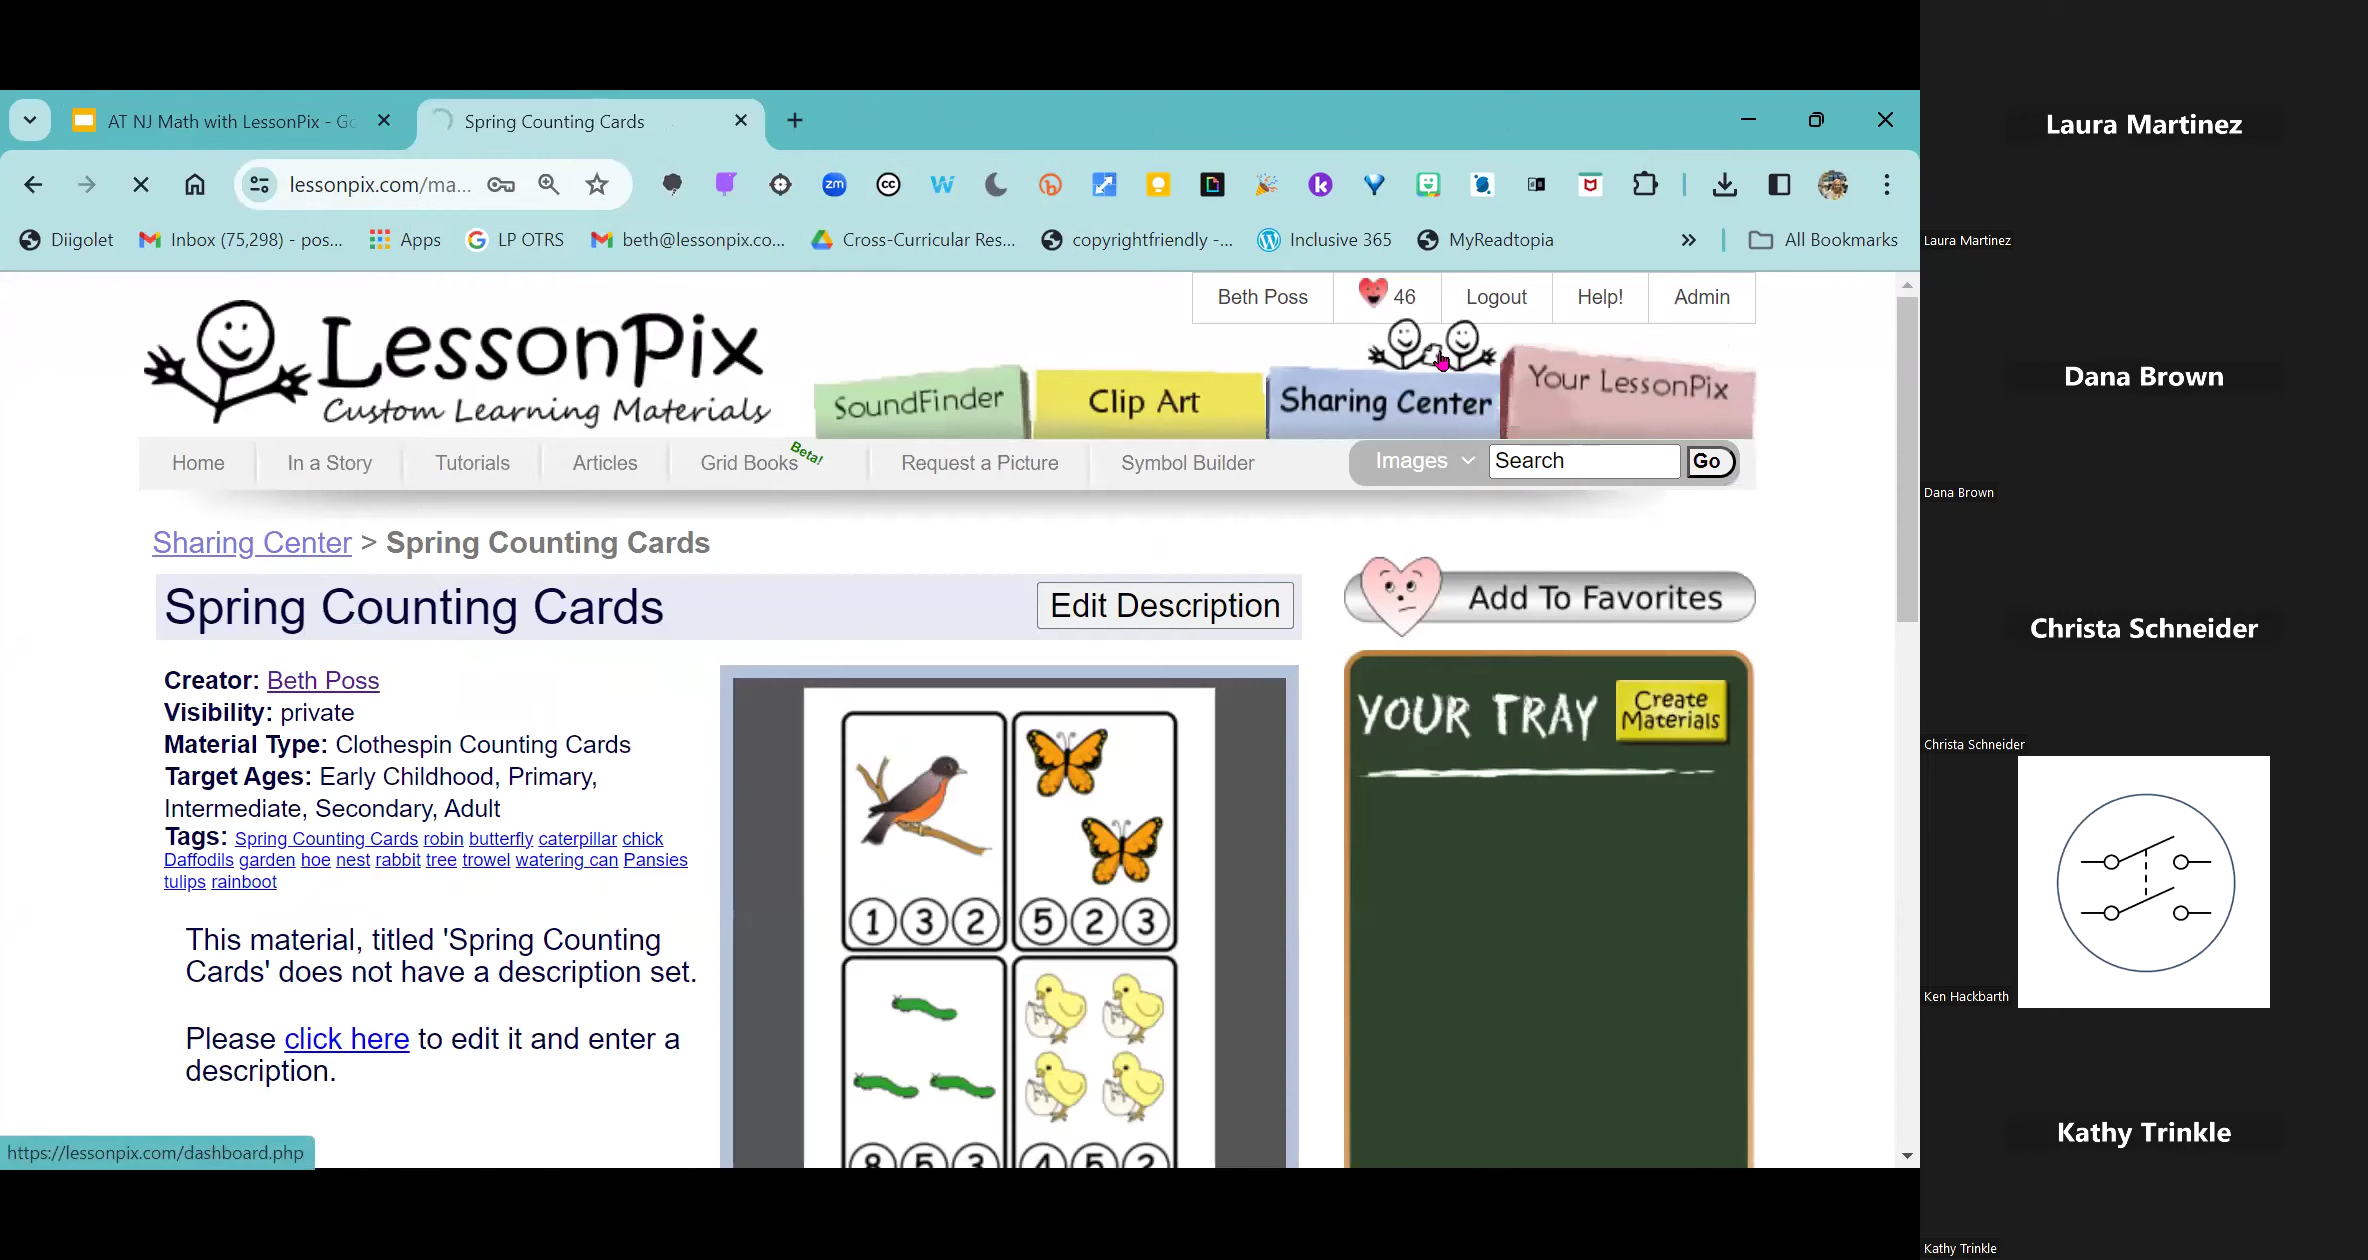 AT NJ Math with LessonPix - Go
Spring Counting Cards
lessonpix.com/ma...
Diigolet
Inbox (75,298) - pos...
Apps
LP OTRS
beth@lessonpix.co...
Cross-Curricular Res...
copyrightfriendly -...
Inclusive 365
MyReadtopia
All Bookmarks
Beth Poss
46
Logout
Help!
Admin
LessonPix
Custom Learning Materials
SoundFinder
Clip Art
Sharing Center
Your LessonPix
Home
In a Story
Tutorials
Articles
Grid Books
Beta!
Request a Picture
Symbol Builder
Images
Search
Go
Sharing Center > Spring Counting Cards
Spring Counting Cards
Edit Description
Add To Favorites
Creator: Beth Poss
Visibility: private
Material Type: Clothespin Counting Cards
Target Ages: Early Childhood, Primary,
Intermediate, Secondary, Adult
Tags: Spring Counting Cards robin butterfly caterpillar chick
Daffodils garden hoe nest rabbit tree trowel watering can Pansies
tulips rainboot
This material, titled 'Spring Counting
Cards' does not have a description set.
Please click here to edit it and enter a
description.
1 3 2
5 2 3
8 5 3
4 5 2
YOUR TRAY
Create
Materials
https://lessonpix.com/dashboard.php
Laura Martinez
Laura Martinez
Dana Brown
Dana Brown
Christa Schneider
Christa Schneider
Ken Hackbarth
Kathy Trinkle
Kathy Trinkle